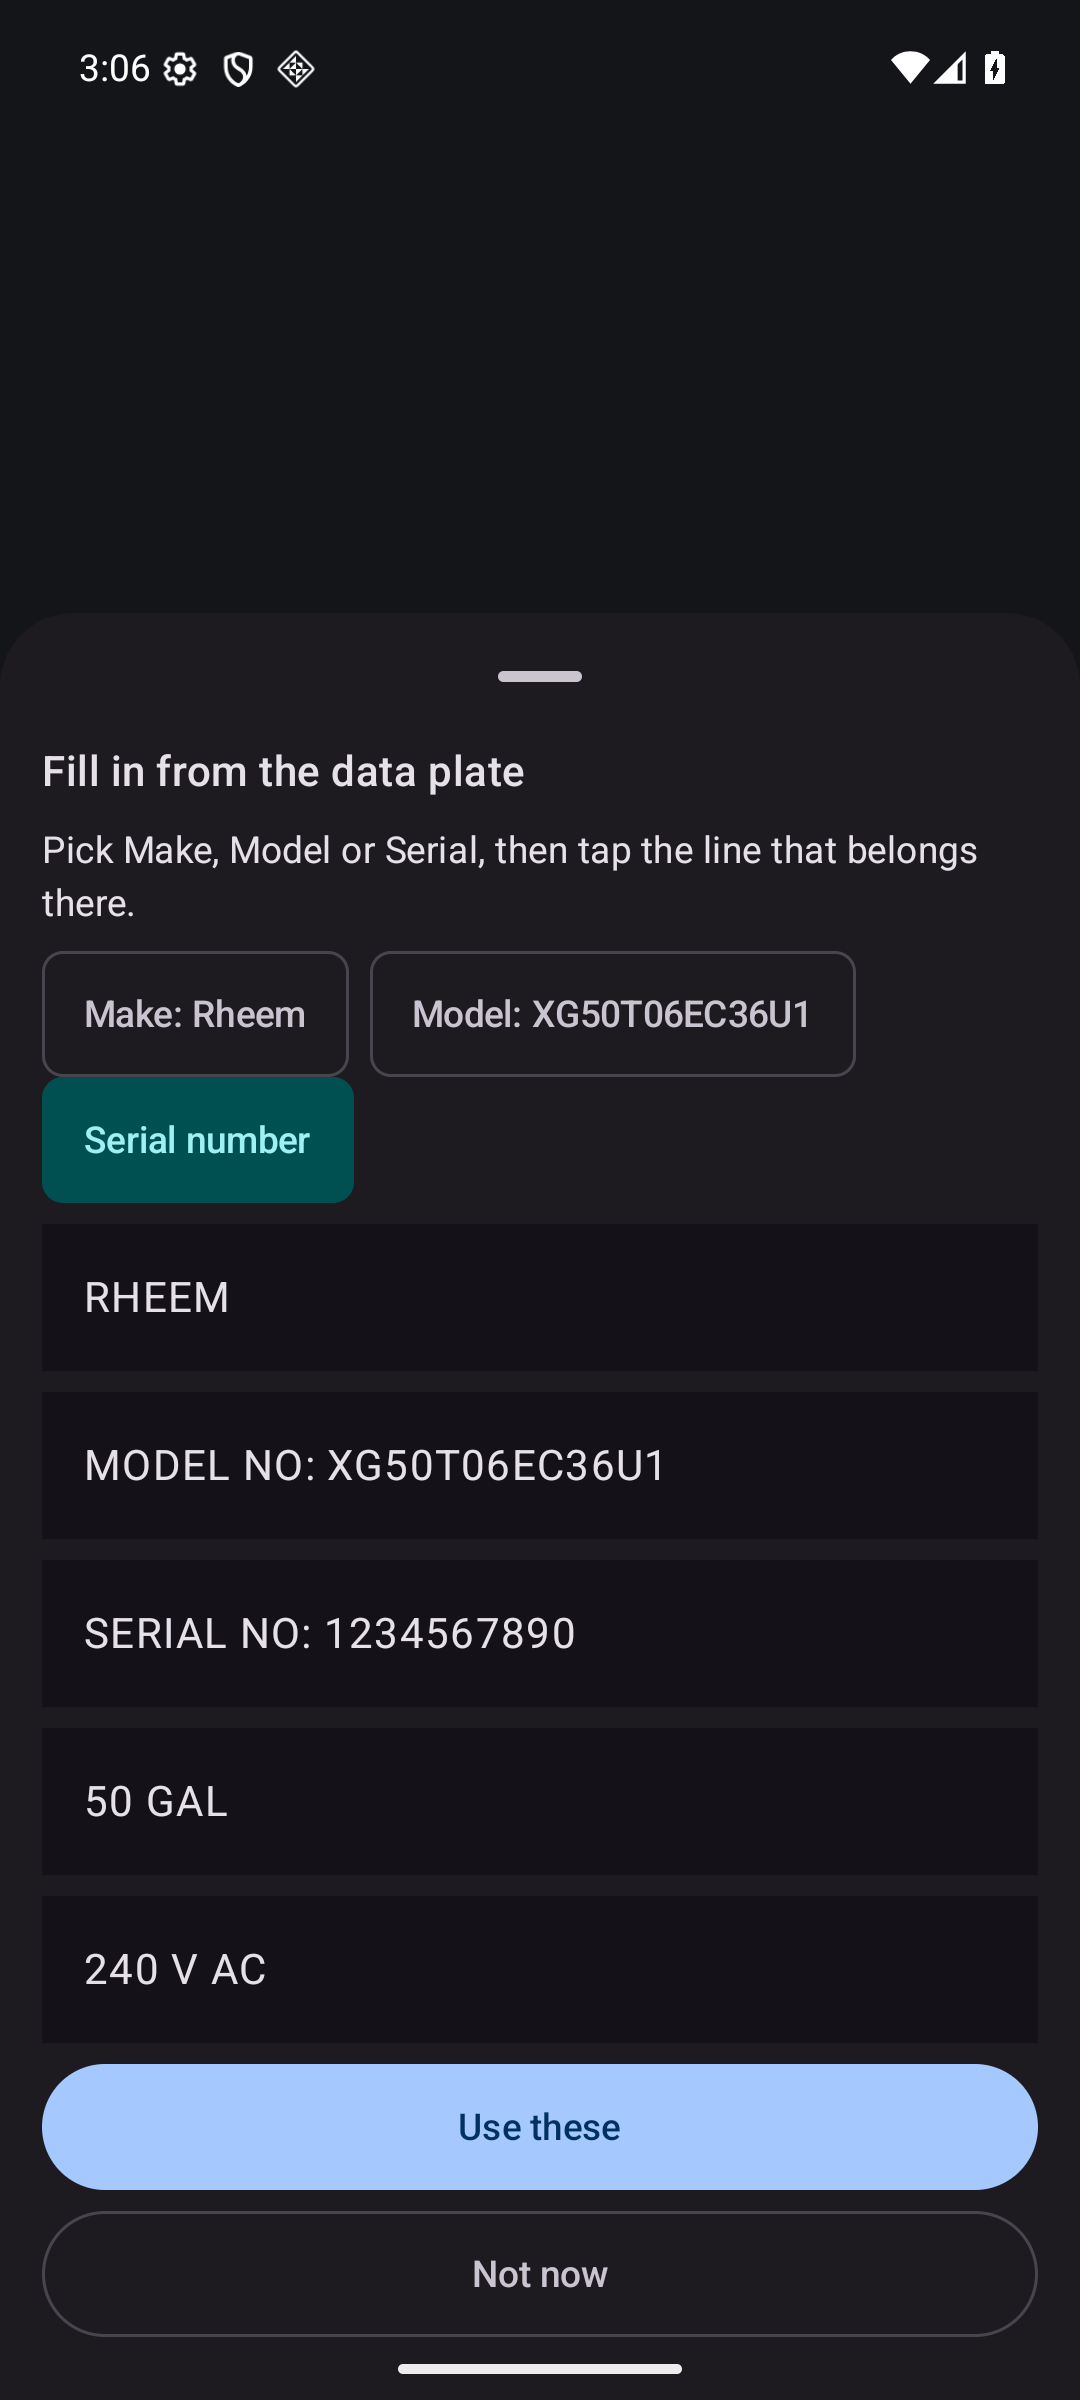 3:06
Fill in from the data plate
Pick Make, Model or Serial, then tap the line that belongs
there.
Make: Rheem
Model: XG50T06EC36U1
Serial number
RHEEM
MODEL NO: XG50T06EC36U1
SERIAL NO: 1234567890
50 GAL
240 V AC
Use these
Not now